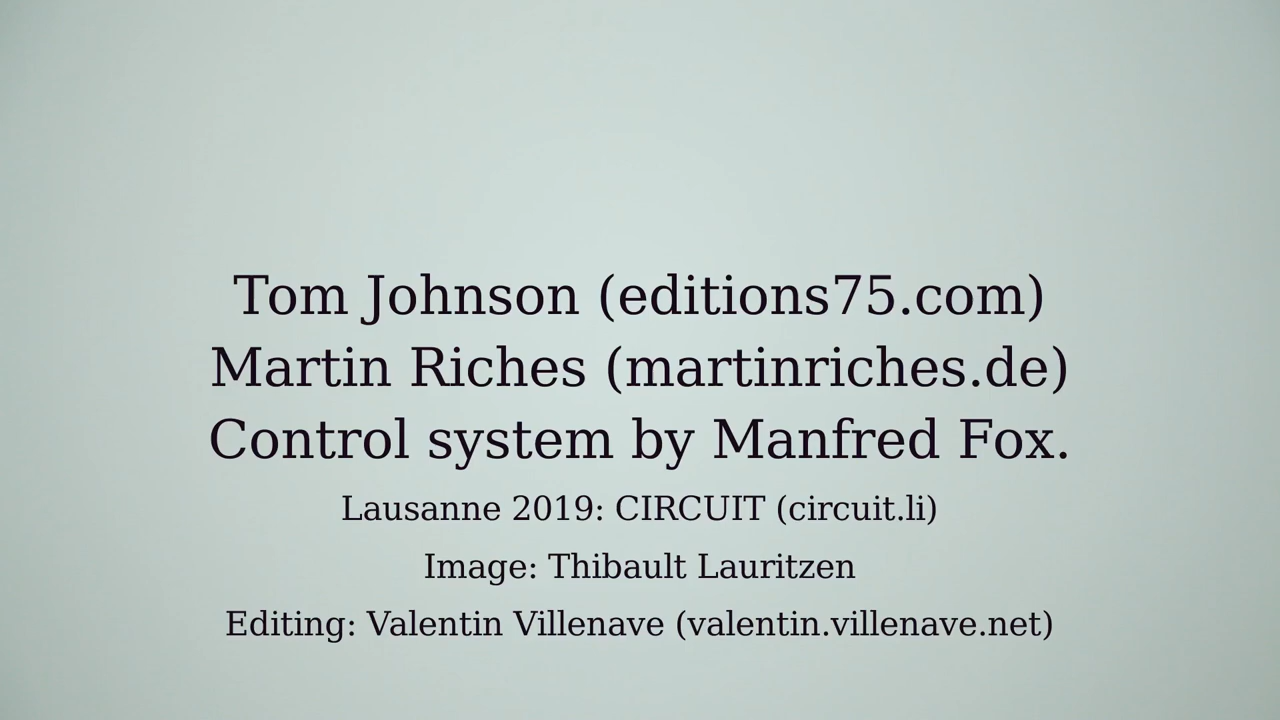 Tom Johnson (editions75.com)
Martin Riches (martinriches.de)
Control system by Manfred Fox.
Lausanne 2019: CIRCUIT (circuit.li)
Image: Thibault Lauritzen
Editing: Valentin Villenave (valentin.villenave.net)